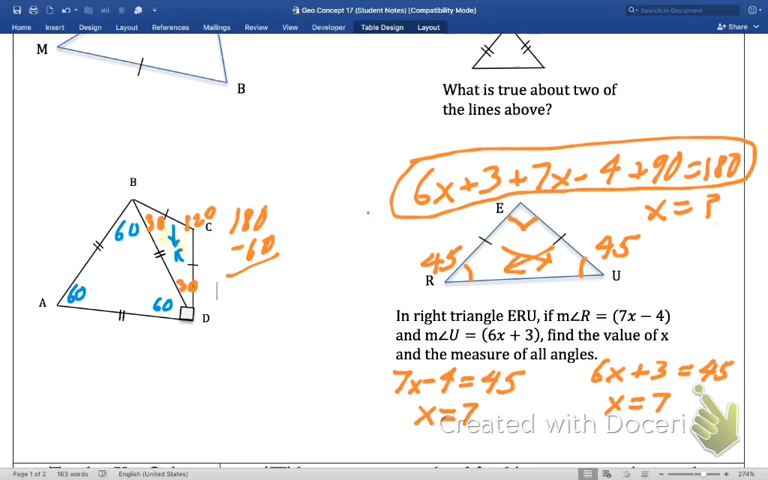 Geo Concept 17 (Student Notes) [Compatibility Mode]
Search in Document
Home Insert Design Layout References Mailings Review View Developer Table Design Layout
Share
M
B
What is true about two of
the lines above?
6x+3+7x-4+90=180
x=?
B
30
120
C
60
180
-60
A
60
60
30
D
E
45
45
R
U
In right triangle ERU, if m∠R = (7x − 4)
and m∠U = (6x + 3), find the value of x
and the measure of all angles.
7x-4=45
x=7
6x+3=45
x=7
Created with Doceri
Page 1 of 2 163 words English (United States) 274%